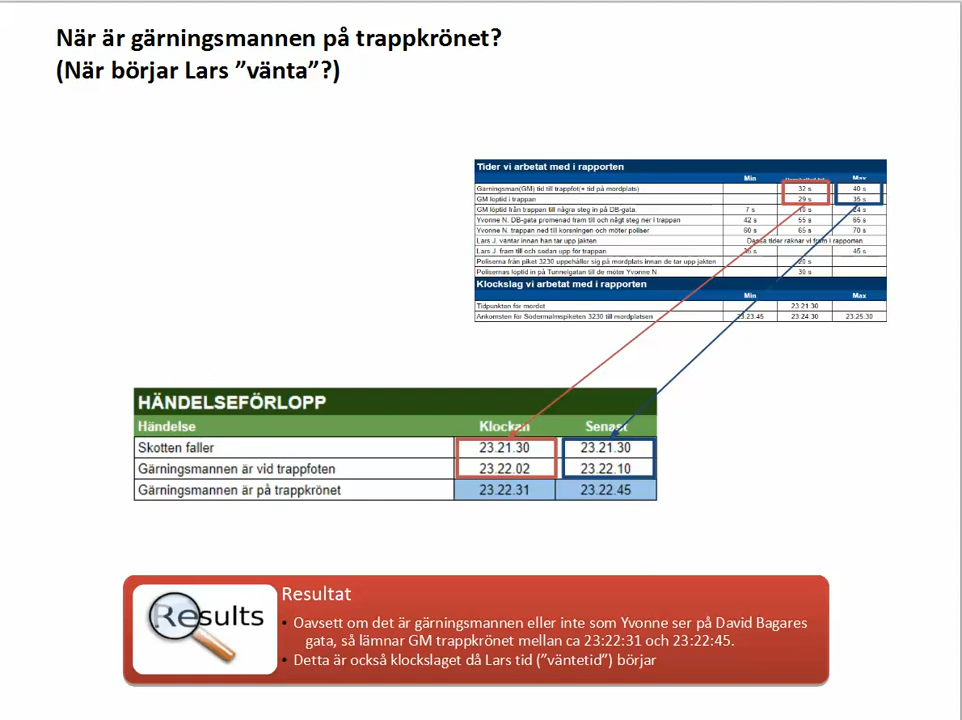 När är gärningsmannen på trappkrönet?
(När börjar Lars ”vänta”?)
Tider vi arbetat med i rapporten
Min Max
Gärningsman(GM) tid till trappfot(+ tid på mordplats) 32 s 40 s
GM löptid i trappan 29 s 35 s
GM löptid från trappan till några steg in på DB-gata. 7 s 10 s 24 s
Yvonne N. DB-gata promenad fram till och någt steg ner i trappan 42 s 55 s 65 s
Yvonne N. trappan ned till korsningen och möter poliser 60 s 65 s 70 s
Lars J. väntar innan han tar upp jakten Dessa tider räknar vi fram i rapporten
Lars J. fram till och sedan upp för trappan 45 s
Poliserna från piket 3230 uppehåller sig på mordplats innan de tar upp jakten 20 s
Polisernas löptid in på Tunnelgatan till de möter Yvonne N. 30 s
Klockslag vi arbetat med i rapporten
Min Max
Tidpunkten för mordet 23.21.30
Ankomsten för Södermalmspiketen 3230 till mordplatsen 23.23.45 23.24.30 23.25.30
HÄNDELSEFÖRLOPP
Händelse Klockan Senast
Skotten faller 23.21.30 23.21.30
Gärningsmannen är vid trappfoten 23.22.02 23.22.10
Gärningsmannen är på trappkrönet 23.22.31 23.22.45
Results
Resultat
• Oavsett om det är gärningsmannen eller inte som Yvonne ser på David Bagares
gata, så lämnar GM trappkrönet mellan ca 23:22:31 och 23:22:45.
• Detta är också klockslaget då Lars tid (”väntetid”) börjar